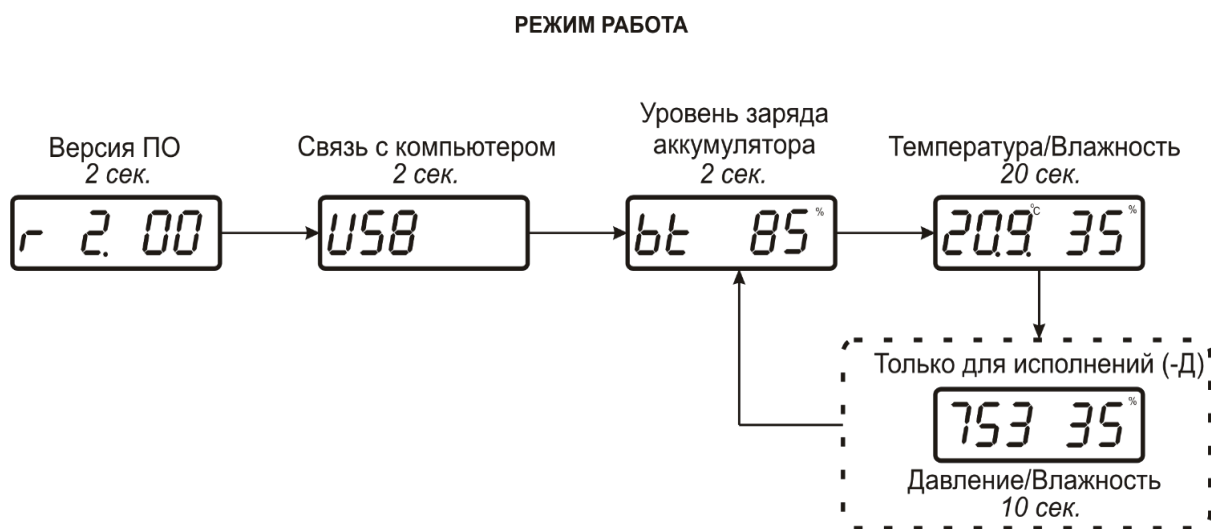 РЕЖИМ РАБОТА
Версия ПО
2 сек.
r 2. 00
Связь с компьютером
2 сек.
USB
Уровень заряда
аккумулятора
2 сек.
bt 85%
Температура/Влажность
20 сек.
20.9.°C 35%
Только для исполнений (-Д)
753 35%
Давление/Влажность
10 сек.